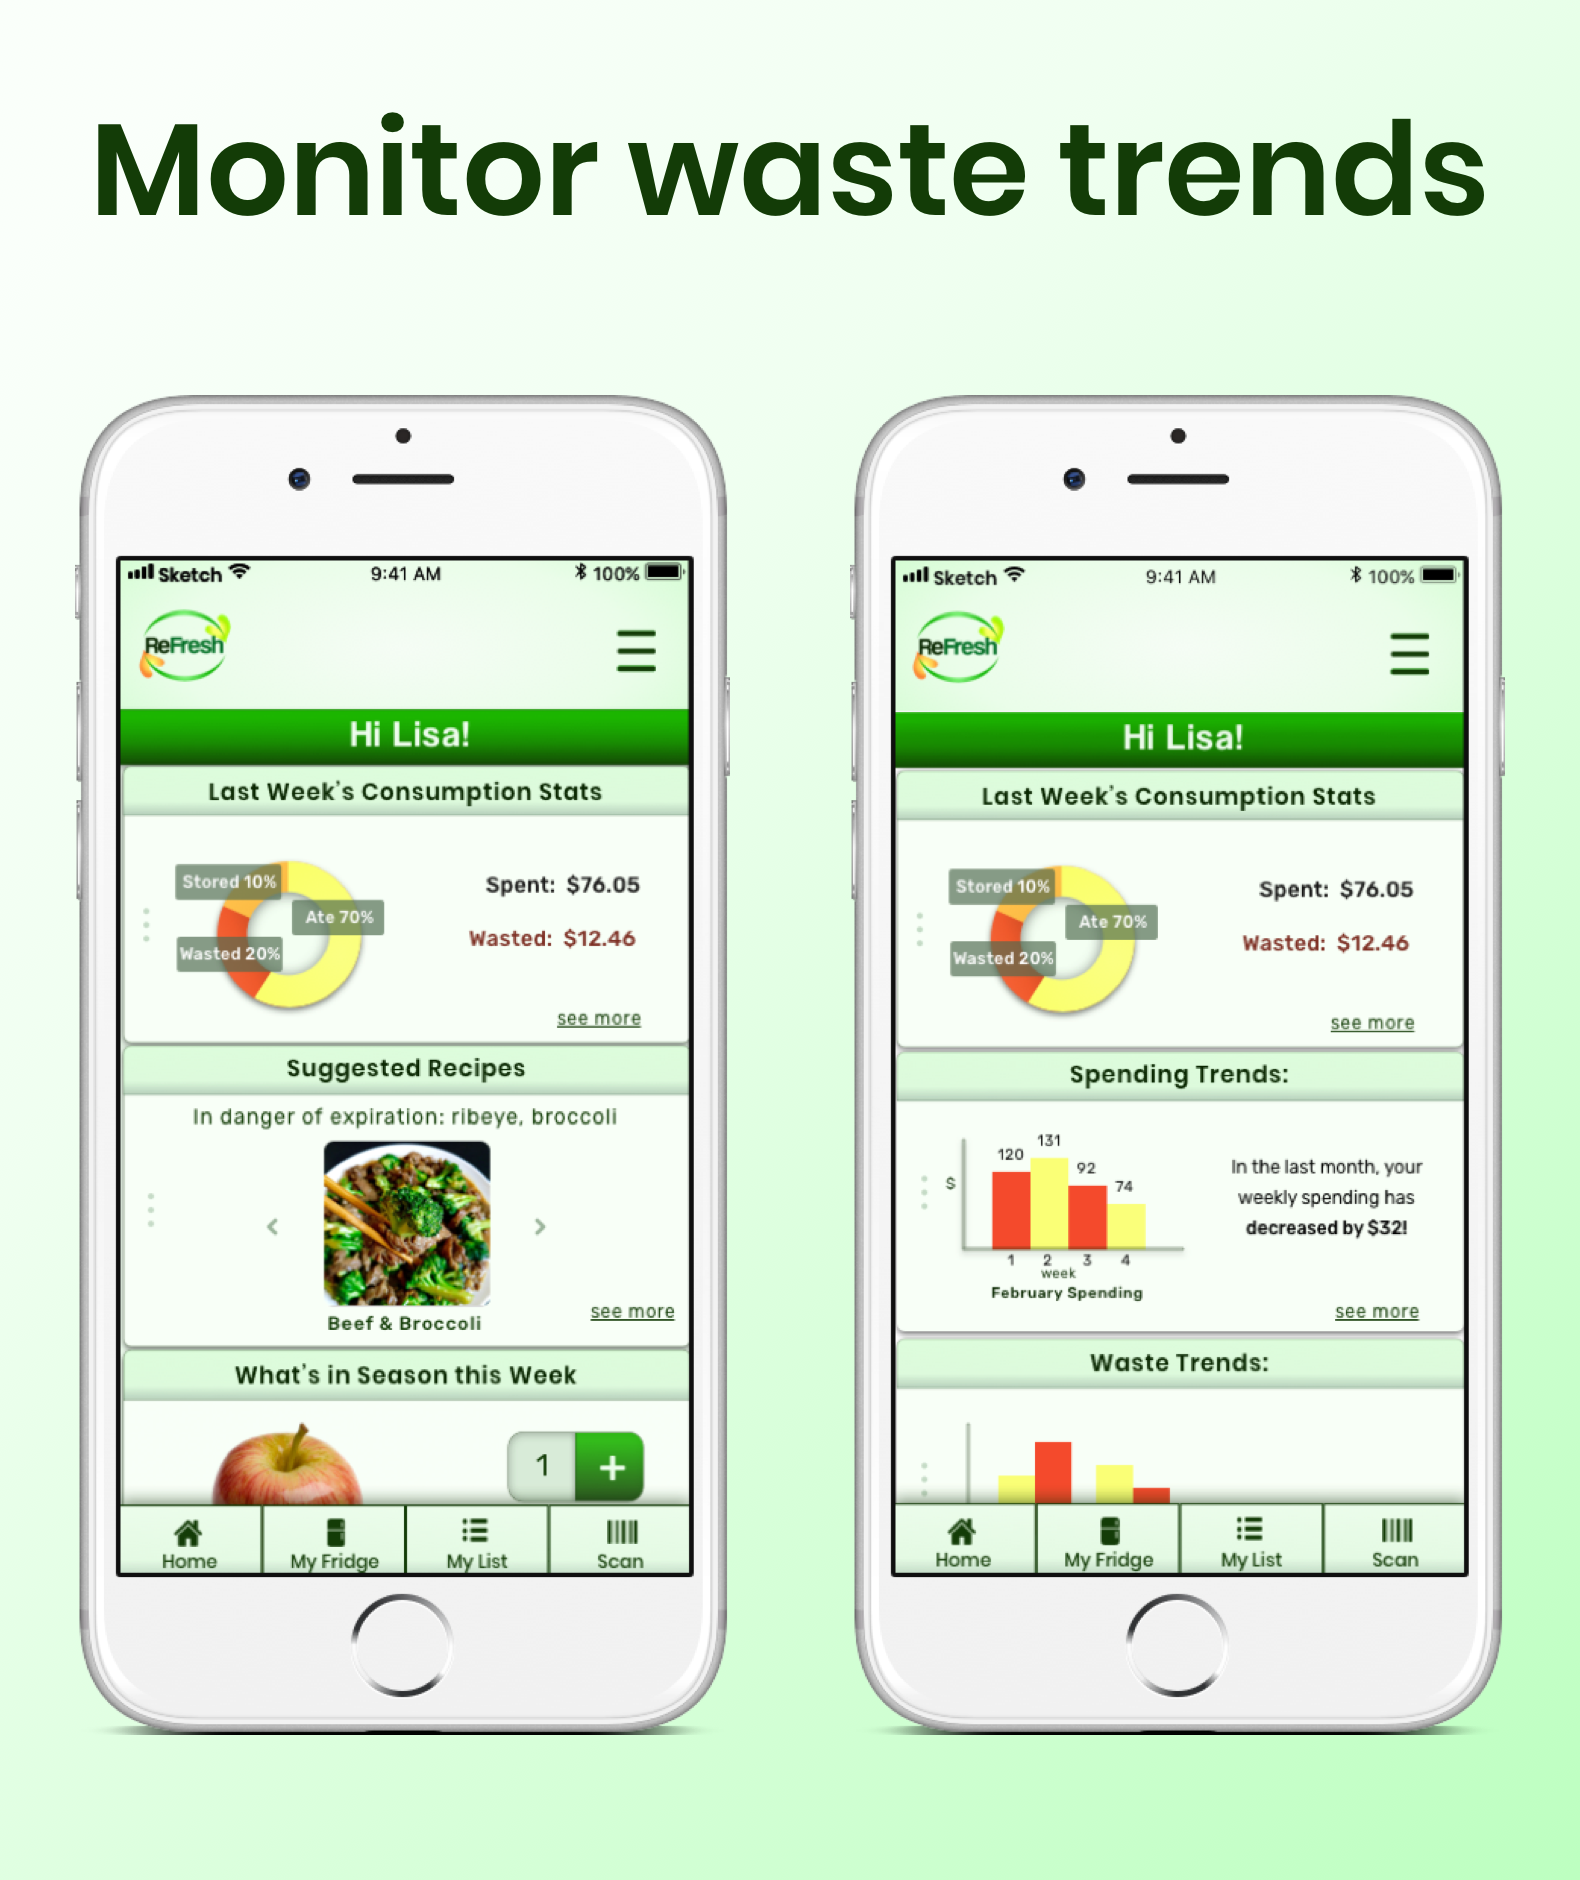 Monitor waste trends
Sketch 9:41 AM 100%
ReFresh
Hi Lisa!
Last Week's Consumption Stats
Stored 10%
Ate 70%
Wasted 20%
Spent: $76.05
Wasted: $12.46
see more
Suggested Recipes
In danger of expiration: ribeye, broccoli
< >
Beef & Broccoli
see more
What's in Season this Week
1 +
Home My Fridge My List Scan
Sketch 9:41 AM 100%
ReFresh
Hi Lisa!
Last Week's Consumption Stats
Stored 10%
Ate 70%
Wasted 20%
Spent: $76.05
Wasted: $12.46
see more
Spending Trends:
120 131 92 74
$
1 2 3 4
week
February Spending
In the last month, your
weekly spending has
decreased by $32!
see more
Waste Trends:
Home My Fridge My List Scan